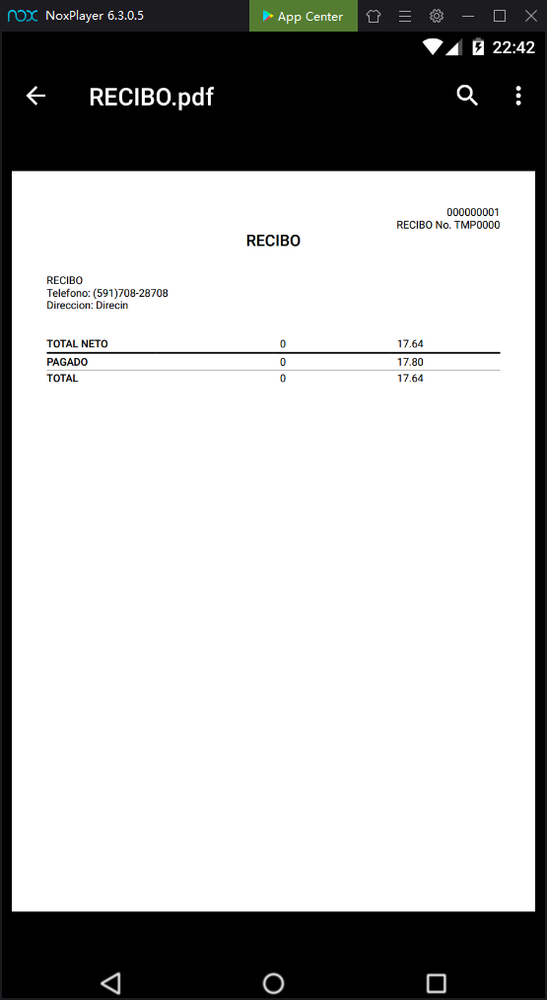 nox NoxPlayer 6.3.0.5 App Center
22:42
RECIBO.pdf
000000001
RECIBO No. TMP0000
RECIBO
RECIBO
Telefono: (591)708-28708
Direccion: Direcin
TOTAL NETO 0 17.64
PAGADO 0 17.80
TOTAL 0 17.64